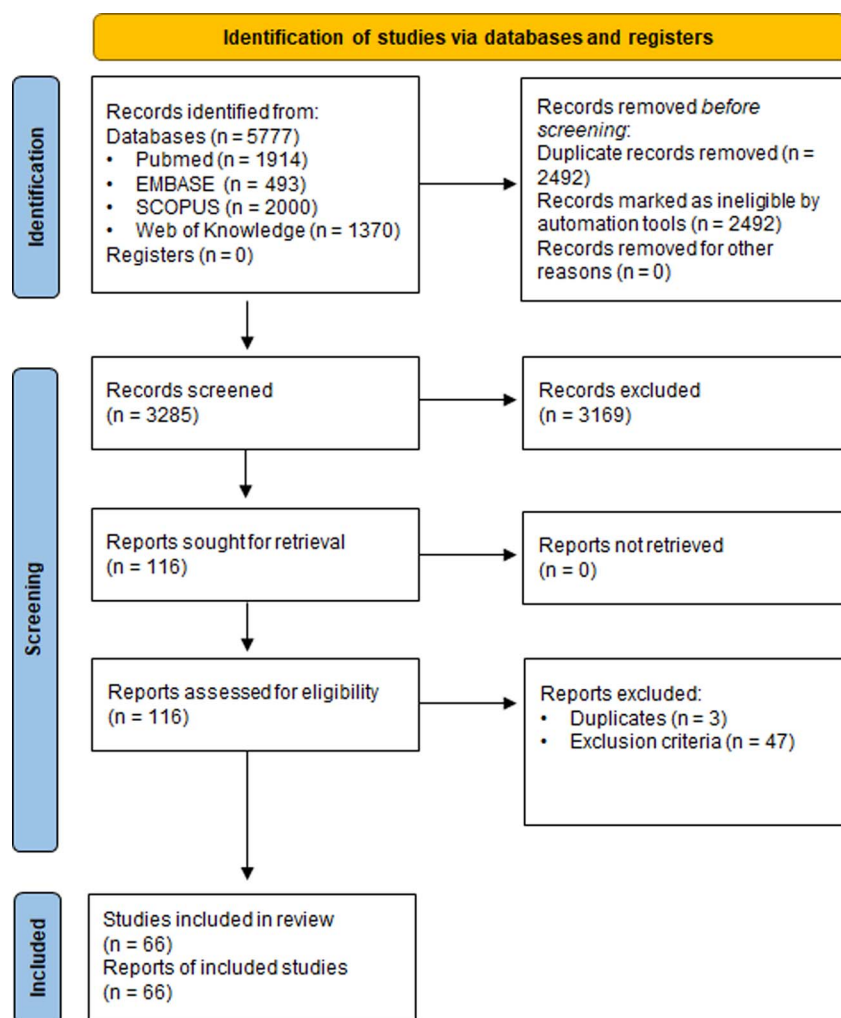 Identification of studies via databases and registers
Identification
Records identified from:
Databases (n = 5777)
• Pubmed (n = 1914)
• EMBASE (n = 493)
• SCOPUS (n = 2000)
• Web of Knowledge (n = 1370)
Registers (n = 0)
Records removed before
screening:
Duplicate records removed (n =
2492)
Records marked as ineligible by
automation tools (n = 2492)
Records removed for other
reasons (n = 0)
Screening
Records screened
(n = 3285)
Records excluded
(n = 3169)
Reports sought for retrieval
(n = 116)
Reports not retrieved
(n = 0)
Reports assessed for eligibility
(n = 116)
Reports excluded:
• Duplicates (n = 3)
• Exclusion criteria (n = 47)
Included
Studies included in review
(n = 66)
Reports of included studies
(n = 66)